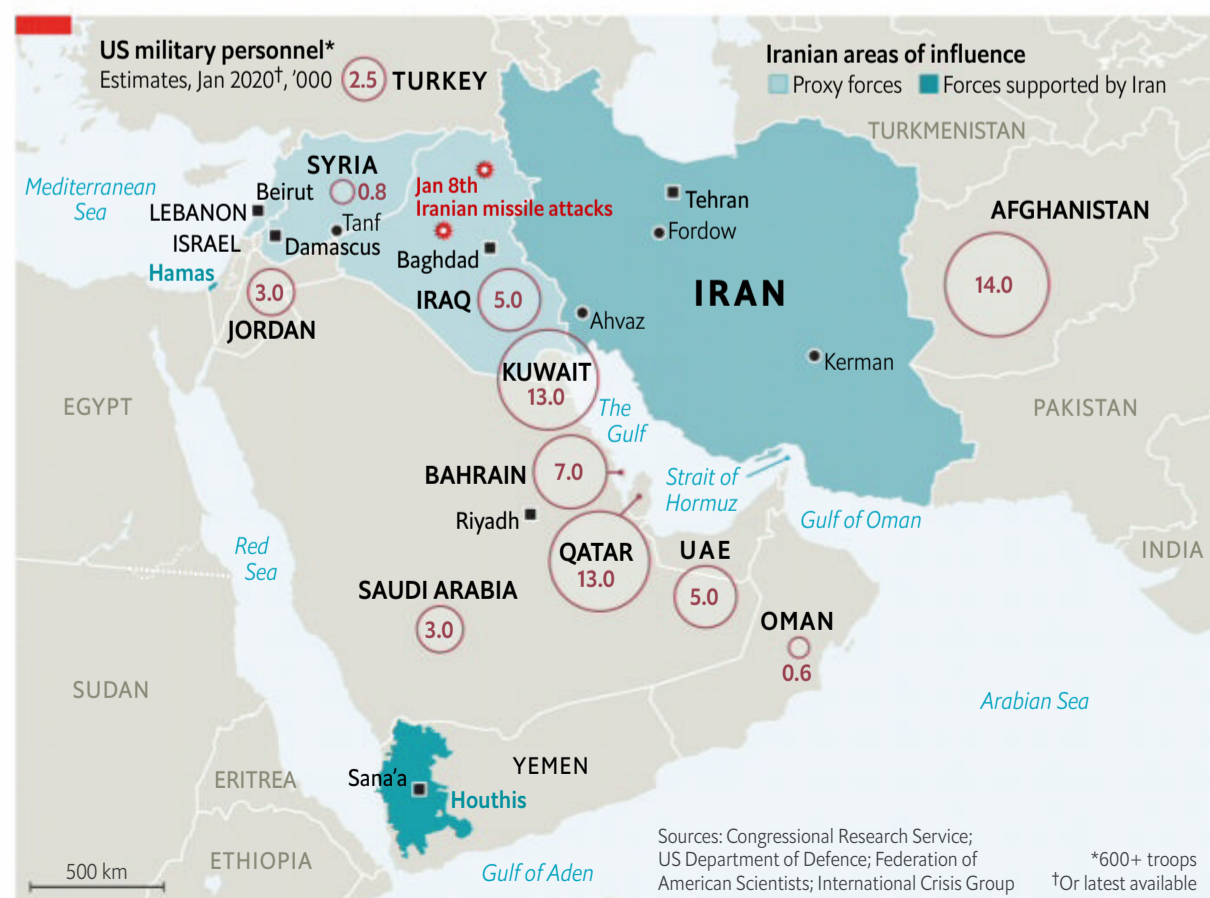 US military personnel*
Estimates, Jan 2020†, ’000
2.5 TURKEY
Iranian areas of influence
Proxy forces
Forces supported by Iran
TURKMENISTAN
Mediterranean
Sea
SYRIA
0.8
Beirut
LEBANON
Tanf
ISRAEL
Damascus
Hamas
Jan 8th
Iranian missile attacks
Baghdad
Tehran
Fordow
AFGHANISTAN
14.0
3.0
JORDAN
IRAQ
5.0
IRAN
Ahvaz
Kerman
KUWAIT
13.0
The
Gulf
EGYPT
PAKISTAN
BAHRAIN
7.0
Strait of
Hormuz
Riyadh
Gulf of Oman
INDIA
Red
Sea
QATAR
13.0
UAE
5.0
SAUDI ARABIA
3.0
OMAN
0.6
SUDAN
Arabian Sea
ERITREA
YEMEN
Sana’a
Houthis
ETHIOPIA
Gulf of Aden
500 km
Sources: Congressional Research Service;
US Department of Defence; Federation of
American Scientists; International Crisis Group
*600+ troops
†Or latest available